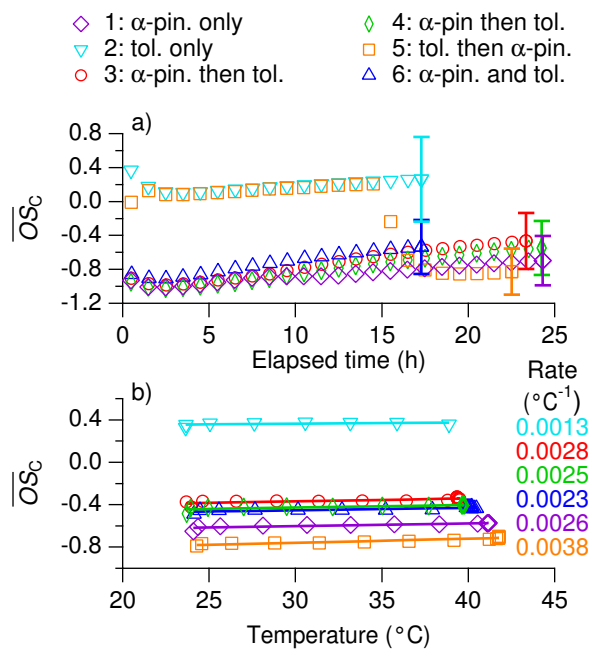 1: α-pin. only
2: tol. only
3: α-pin. then tol.
4: α-pin then tol.
5: tol. then α-pin.
6: α-pin. and tol.
a)
OS̅C
0.8
0.4
0.0
-0.4
-0.8
-1.2
0 5 10 15 20 25
Elapsed time (h)
b)
OS̅C
0.4
0.0
-0.4
-0.8
20 25 30 35 40 45
Temperature (°C)
Rate
(°C-1)
0.0013
0.0028
0.0025
0.0023
0.0026
0.0038